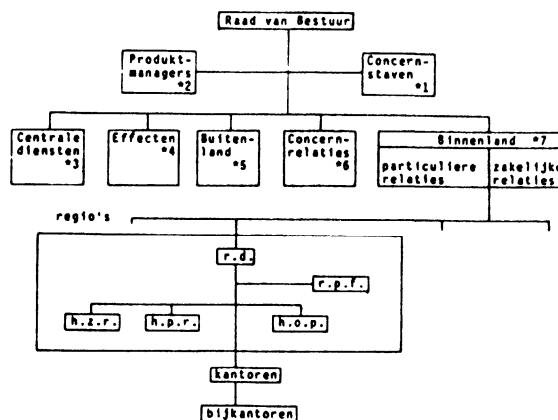 Raad van Bestuur
Produkt-
managers
*2
Concern-
staven
*1
Centrale
diensten
*3
Effecten
*4
Buiten-
land
*5
Concern-
relaties
*6
Binnenland *7
particuliere
relaties
zakelijke
relaties
regio's
r.d.
r.p.f.
h.z.r.
h.p.r.
h.o.p.
kantoren
bijkantoren